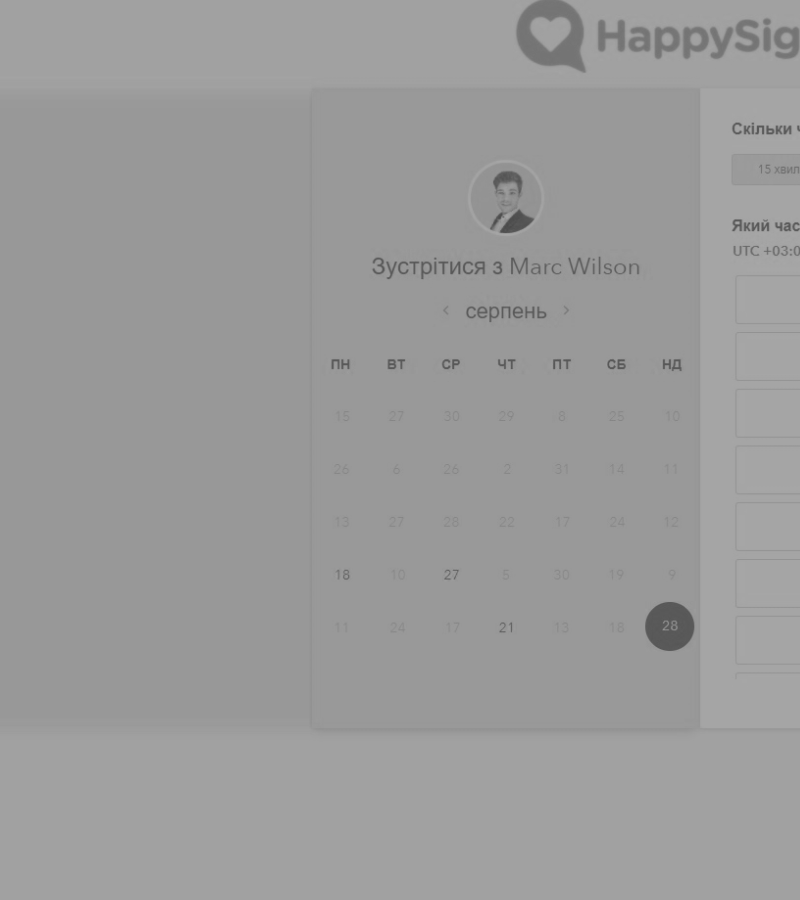 HappySig
Зустрітися з Marc Wilson
‹ серпень ›
ПН ВТ СР ЧТ ПТ СБ НД
15 27 30 29 8 25 10
26 6 26 2 31 14 11
13 27 28 22 17 24 12
18 10 27 5 30 19 9
11 24 17 21 13 18 28
Скільки ч
15 хвил
Який час
UTC +03:0